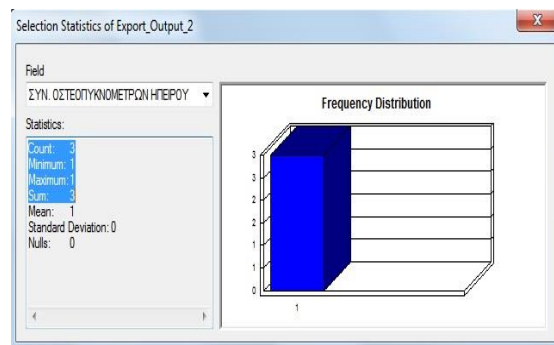 Selection Statistics of Export_Output_2
x
Field
ΣΥΝ. ΟΣΤΕΟΠΥΚΝΟΜΕΤΡΩΝ ΗΠΕΙΡΟΥ
Statistics:
Count: 3
Minimum: 1
Maximum: 1
Sum: 3
Mean: 1
Standard Deviation: 0
Nulls: 0
Frequency Distribution
3
3
2
2
1
1
0
1